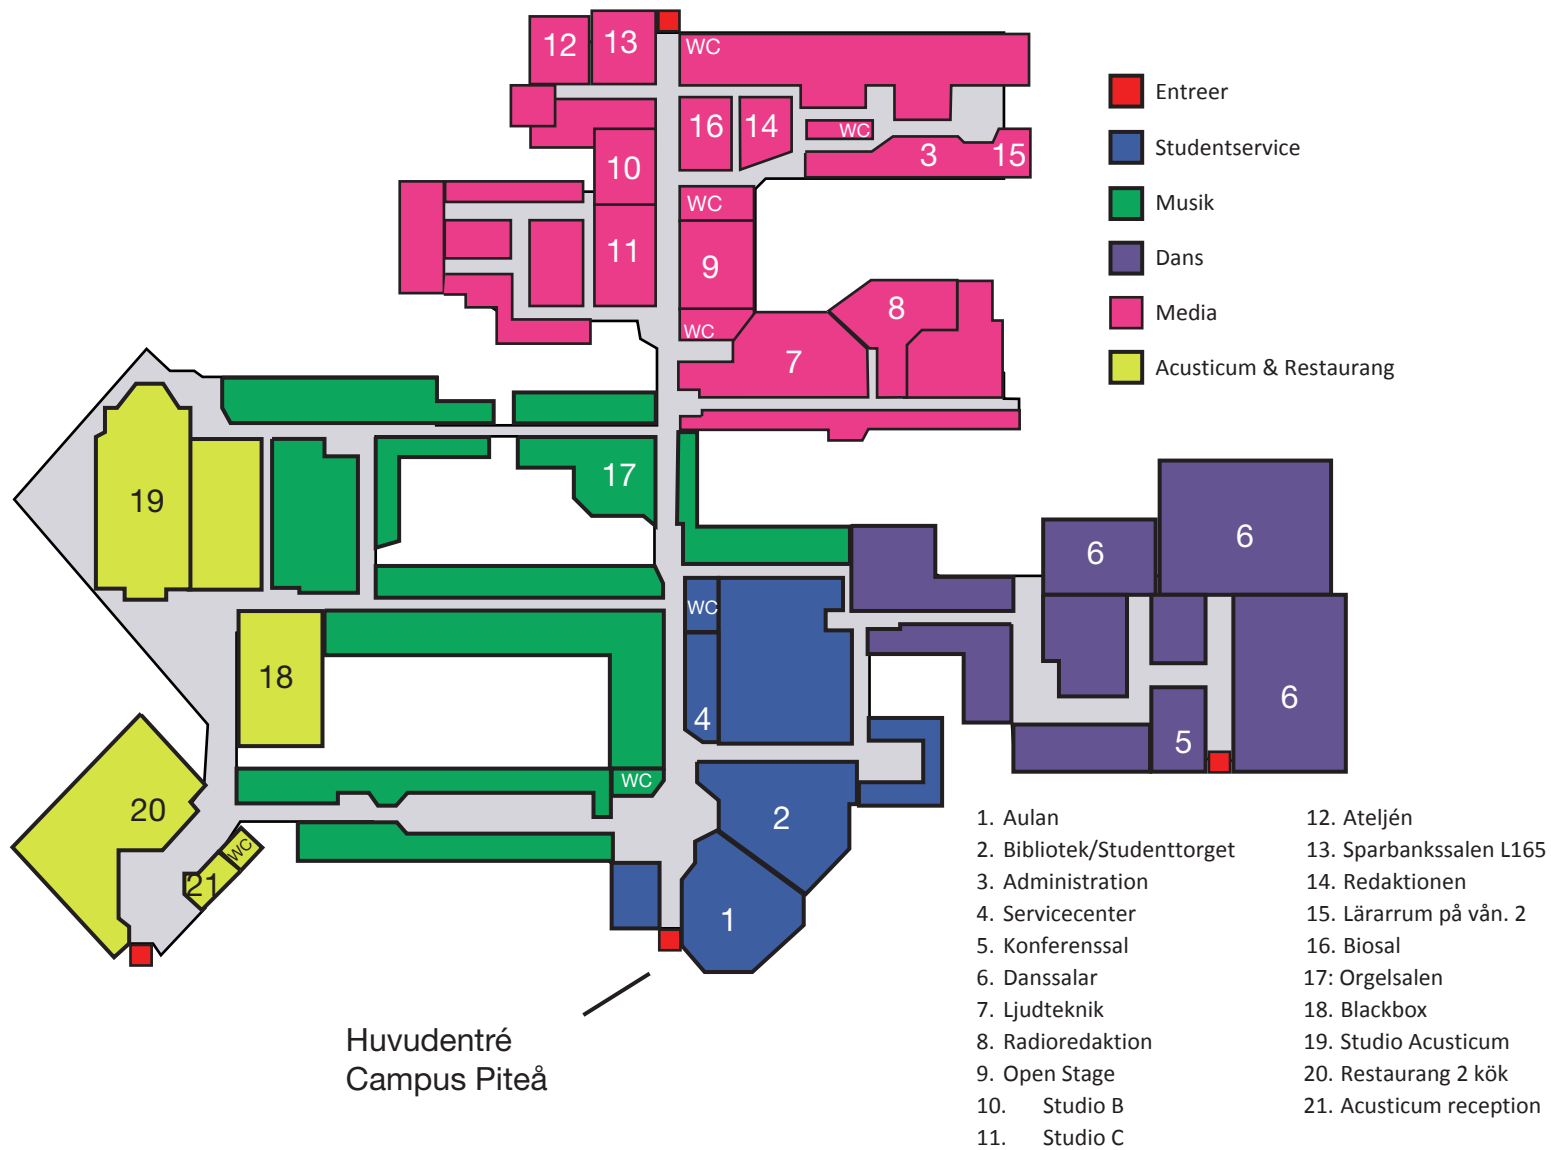 12
13
WC
16
14
WC
3
15
10
WC
11
9
WC
8
7
Entreer
Studentservice
Musik
Dans
Media
Acusticum & Restaurang
19
17
6
6
WC
18
4
6
5
WC
20
2
WC
21
1
Huvudentré
Campus Piteå
1. Aulan
2. Bibliotek/Studenttorget
3. Administration
4. Servicecenter
5. Konferenssal
6. Danssalar
7. Ljudteknik
8. Radioredaktion
9. Open Stage
10. Studio B
11. Studio C
12. Ateljén
13. Sparbankssalen L165
14. Redaktionen
15. Lärarrum på vån. 2
16. Biosal
17: Orgelsalen
18. Blackbox
19. Studio Acusticum
20. Restaurang 2 kök
21. Acusticum reception